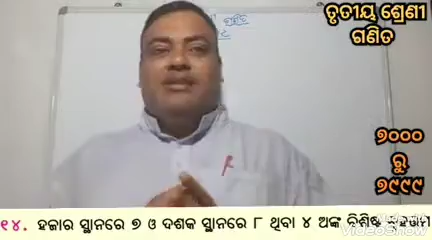 ତୃତୀୟ ଶ୍ରେଣୀ
ଗଣିତ
୭୦୦୦
ରୁ
୭୯୯୯
୧୪. ହଜାର ସ୍ଥାନରେ ୭ ଓ ଦଶକ ସ୍ଥାନରେ ୮ ଥିବା ୪ ଅଙ୍କ ବିଶିଷ୍ଟ